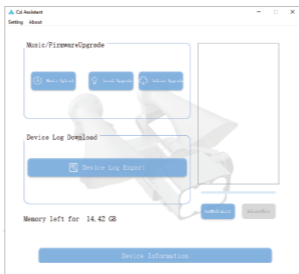 Csl Assistant
Setting About
Music/FirmwareUpgrade
Music Upload
Local Upgrade
Online Upgrade
Device Log Download
Device Log Export
Memory left for 14.42 GB
Device Information